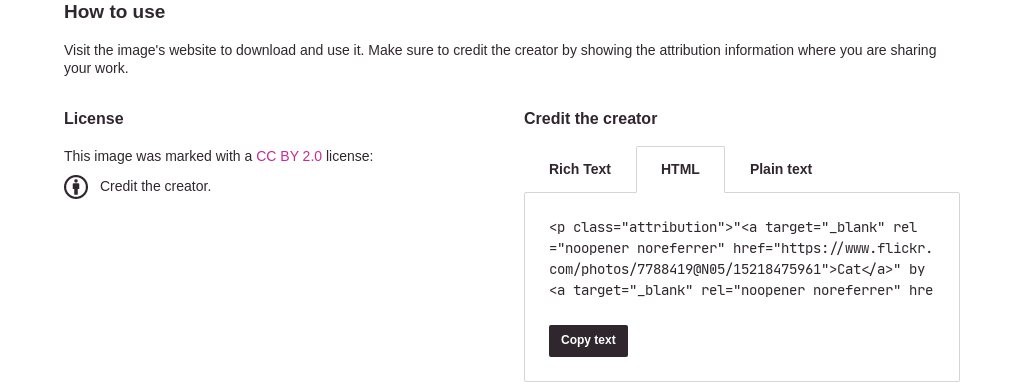 How to use
Visit the image's website to download and use it. Make sure to credit the creator by showing the attribution information where you are sharing
your work.
License
This image was marked with a CC BY 2.0 license:
Credit the creator.
Credit the creator
Rich Text
HTML
Plain text
<p class="attribution">"<a target="_blank" rel
="noopener noreferrer" href="https://www.flickr.
com/photos/7788419@N05/15218475961">Cat</a>" by
<a target="_blank" rel="noopener noreferrer" hre
Copy text